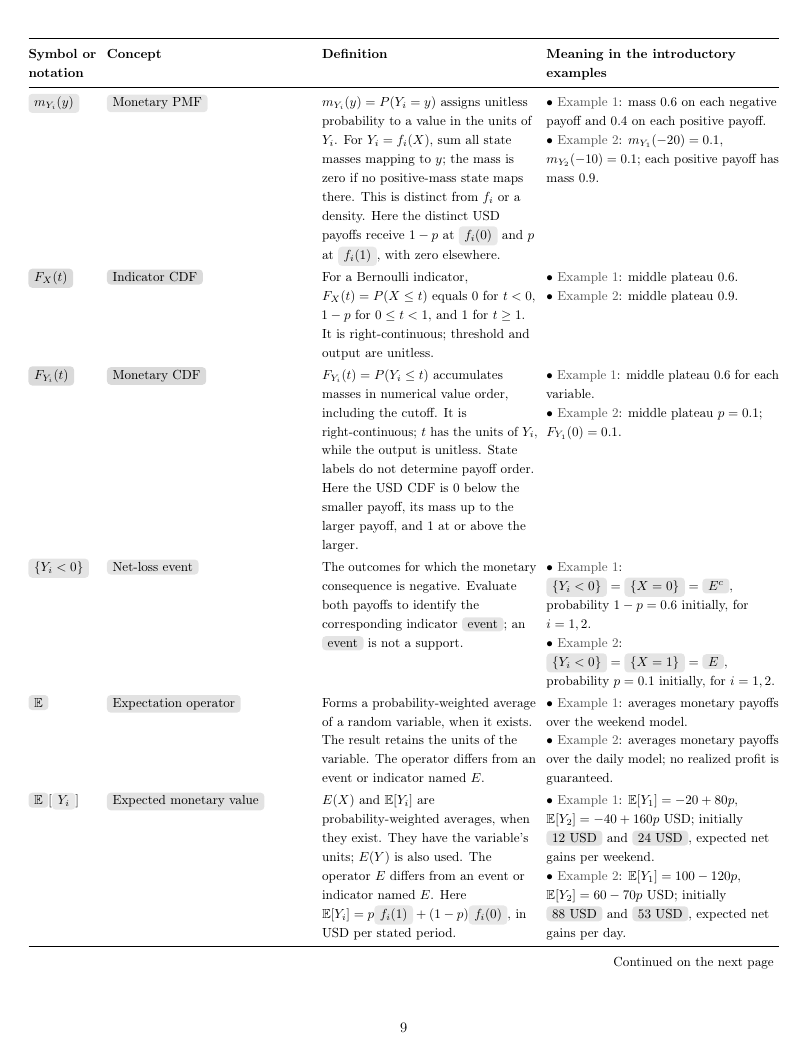 Symbol or notation | Concept | Definition | Meaning in the introductory examples
m_{Y_i}(y)
Monetary PMF
m_{Y_i}(y) = P(Y_i = y) assigns unitless
probability to a value in the units of
Y_i. For Y_i = f_i(X), sum all state
masses mapping to y; the mass is
zero if no positive-mass state maps
there. This is distinct from f_i or a
density. Here the distinct USD
payoffs receive 1 − p at f_i(0) and p
at f_i(1), with zero elsewhere.
• Example 1: mass 0.6 on each negative
payoff and 0.4 on each positive payoff.
• Example 2: m_{Y_1}(−20) = 0.1,
m_{Y_2}(−10) = 0.1; each positive payoff has
mass 0.9.
F_X(t)
Indicator CDF
For a Bernoulli indicator,
F_X(t) = P(X ≤ t) equals 0 for t < 0,
1 − p for 0 ≤ t < 1, and 1 for t ≥ 1.
It is right-continuous; threshold and
output are unitless.
• Example 1: middle plateau 0.6.
• Example 2: middle plateau 0.9.
F_{Y_i}(t)
Monetary CDF
F_{Y_i}(t) = P(Y_i ≤ t) accumulates
masses in numerical value order,
including the cutoff. It is
right-continuous; t has the units of Y_i,
while the output is unitless. State
labels do not determine payoff order.
Here the USD CDF is 0 below the
smaller payoff, its mass up to the
larger payoff, and 1 at or above the
larger.
• Example 1: middle plateau 0.6 for each
variable.
• Example 2: middle plateau p = 0.1;
F_{Y_1}(0) = 0.1.
{Y_i < 0}
Net-loss event
The outcomes for which the monetary
consequence is negative. Evaluate
both payoffs to identify the
corresponding indicator event; an
event is not a support.
• Example 1:
{Y_i < 0} = {X = 0} = E^c,
probability 1 − p = 0.6 initially, for
i = 1, 2.
• Example 2:
{Y_i < 0} = {X = 1} = E,
probability p = 0.1 initially, for i = 1, 2.
𝔼
Expectation operator
Forms a probability-weighted average
of a random variable, when it exists.
The result retains the units of the
variable. The operator differs from an
event or indicator named E.
• Example 1: averages monetary payoffs
over the weekend model.
• Example 2: averages monetary payoffs
over the daily model; no realized profit is
guaranteed.
𝔼[Y_i]
Expected monetary value
E(X) and 𝔼[Y_i] are
probability-weighted averages, when
they exist. They have the variable's
units; E(Y) is also used. The
operator E differs from an event or
indicator named E. Here
𝔼[Y_i] = p f_i(1) + (1 − p) f_i(0), in
USD per stated period.
• Example 1: 𝔼[Y_1] = −20 + 80p,
𝔼[Y_2] = −40 + 160p USD; initially
12 USD and 24 USD, expected net
gains per weekend.
• Example 2: 𝔼[Y_1] = 100 − 120p,
𝔼[Y_2] = 60 − 70p USD; initially
88 USD and 53 USD, expected net
gains per day.
Continued on the next page
9